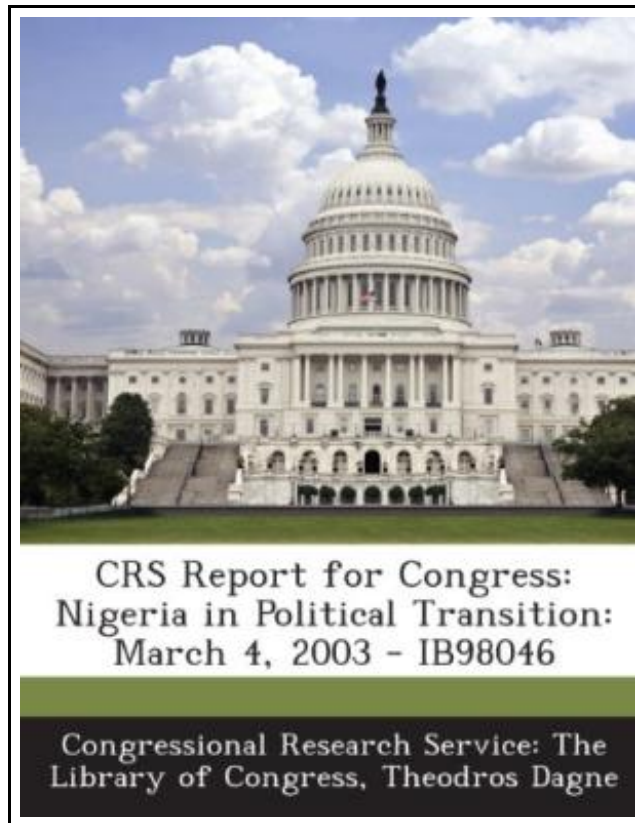 CRS Report for Congress:
Nigeria in Political Transition:
March 4, 2003 - IB98046
Congressional Research Service: The
Library of Congress, Theodros Dagne